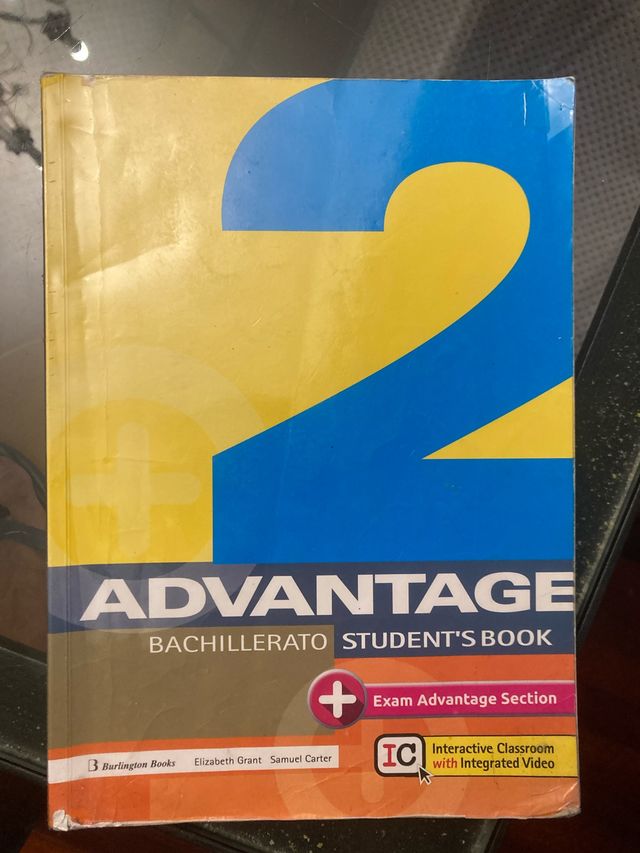 2
ADVANTAGE
BACHILLERATO STUDENT'S BOOK
+ Exam Advantage Section
B Burlington Books Elizabeth Grant Samuel Carter
IC Interactive Classroom
with Integrated Video